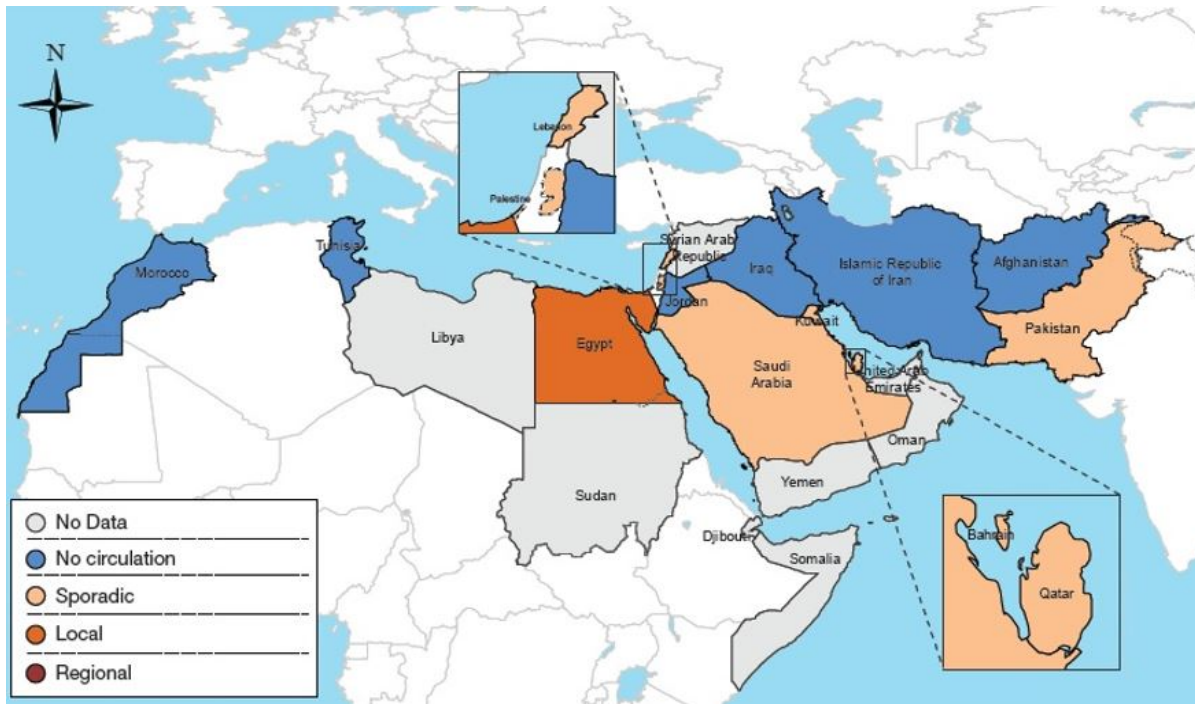 N
Lebanon
Palestine
Syrian Arab
Republic
Tunisia
Morocco
Iraq
Islamic Republic
of Iran
Afghanistan
Jordan
Kuwait
Pakistan
Libya
Egypt
Saudi
Arabia
United Arab
Emirates
Oman
Yemen
Sudan
Djibouti
Somalia
Bahrain
Qatar
No Data
No circulation
Sporadic
Local
Regional